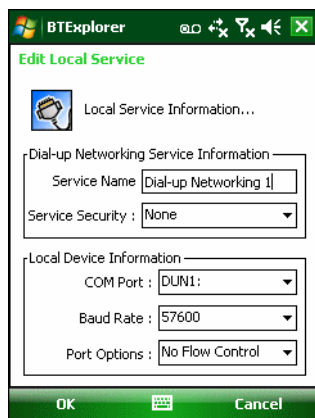 BTExplorer
Edit Local Service
Local Service Information...
Dial-up Networking Service Information
Service Name Dial-up Networking 1
Service Security : None
Local Device Information
COM Port : DUN1:
Baud Rate : 57600
Port Options : No Flow Control
OK Cancel